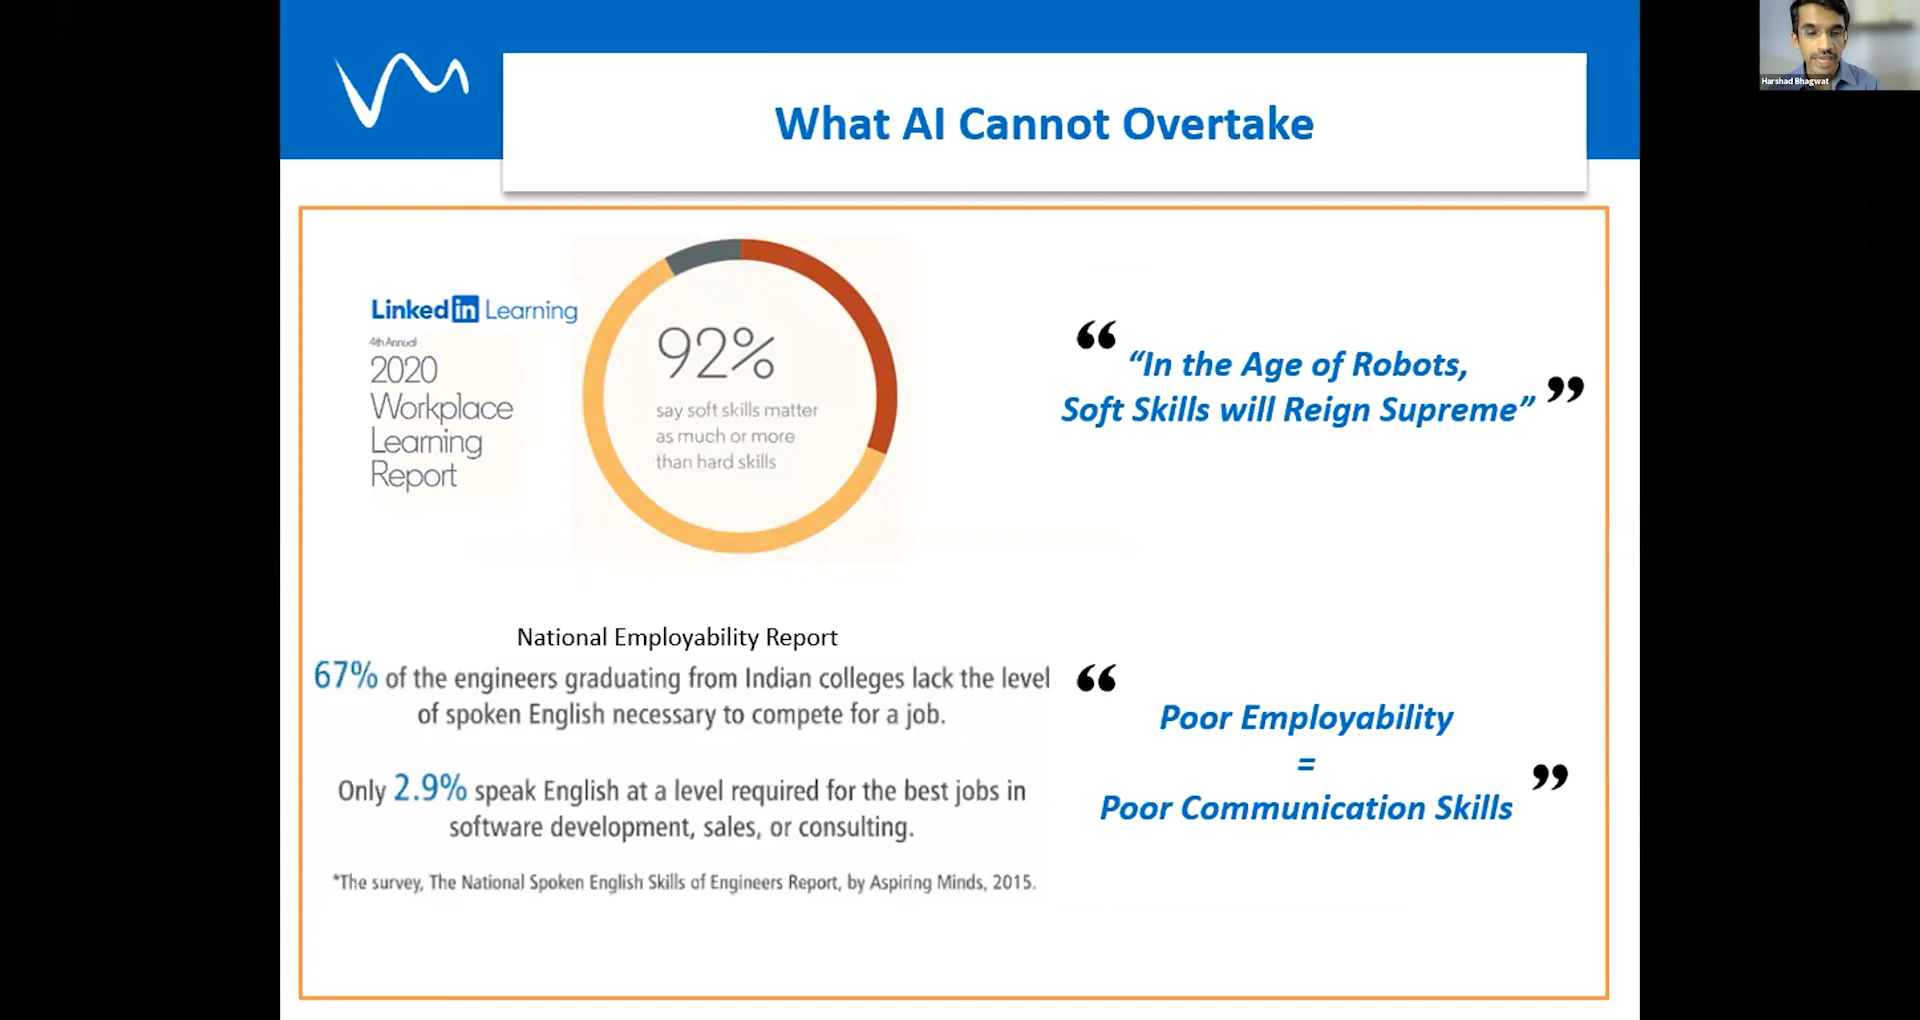 What AI Cannot Overtake
Harshad Bhagwat
Linked in Learning
4th Annual
2020
Workplace
Learning
Report
92%
say soft skills matter
as much or more
than hard skills
“
“In the Age of Robots,
Soft Skills will Reign Supreme”
”
National Employability Report
67% of the engineers graduating from Indian colleges lack the level
of spoken English necessary to compete for a job.
Only 2.9% speak English at a level required for the best jobs in
software development, sales, or consulting.
*The survey, The National Spoken English Skills of Engineers Report, by Aspiring Minds, 2015.
“
Poor Employability
=
Poor Communication Skills
”